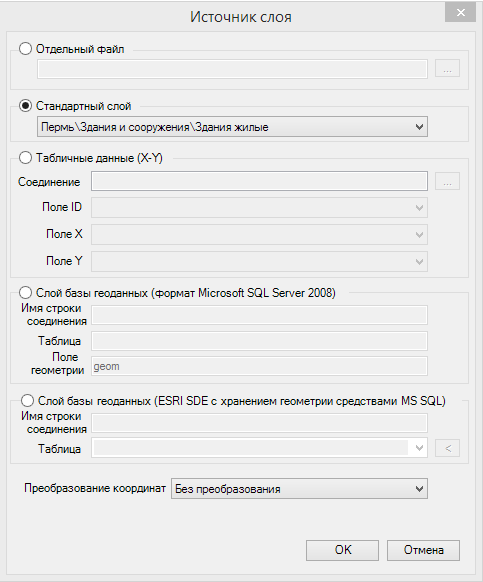 Источник слоя
Отдельный файл
...
Стандартный слой
Пермь\Здания и сооружения\Здания жилые
Табличные данные (X-Y)
Соединение
...
Поле ID
Поле X
Поле Y
Слой базы геоданных (формат Microsoft SQL Server 2008)
Имя строки
соединения
Таблица
Поле
геометрии
geom
Слой базы геоданных (ESRI SDE с хранением геометрии средствами MS SQL)
Имя строки
соединения
Таблица
<
Преобразование координат
Без преобразования
OK
Отмена